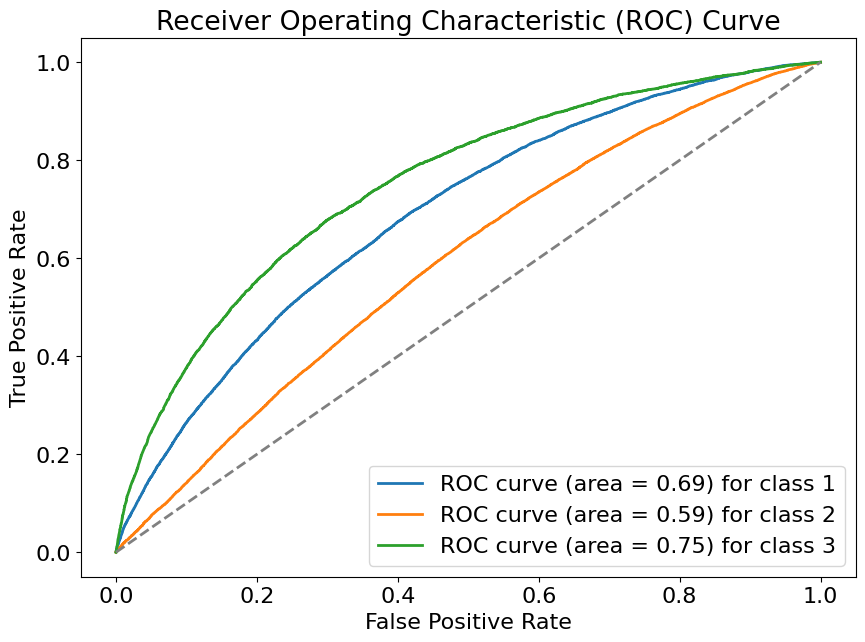 Receiver Operating Characteristic (ROC) Curve
1.0
0.8
0.6
0.4
0.2
0.0
True Positive Rate
ROC curve (area = 0.69) for class 1
ROC curve (area = 0.59) for class 2
ROC curve (area = 0.75) for class 3
0.0 0.2 0.4 0.6 0.8 1.0
False Positive Rate